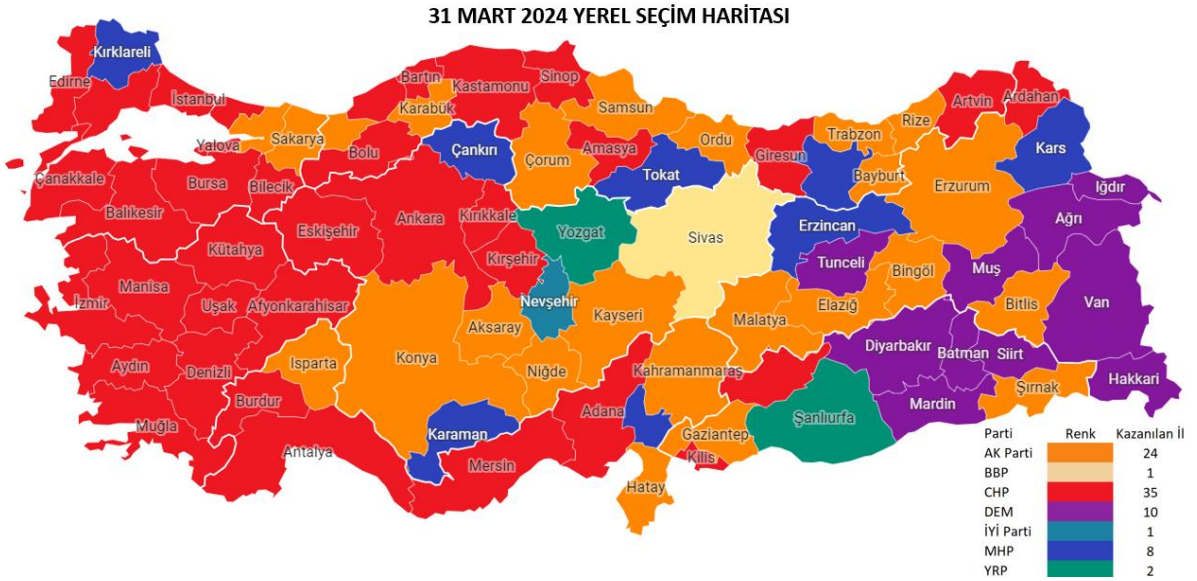 31 MART 2024 YEREL SEÇİM HARİTASI
Kırklareli
Edirne
İstanbul
Bartın
Kastamonu
Sinop
Karabük
Samsun
Yalova
Sakarya
Bolu
Çankırı
Çorum
Amasya
Ordu
Tokat
Giresun
Trabzon
Rize
Artvin
Ardahan
Kars
Bayburt
Erzurum
Iğdır
Çanakkale
Bursa
Bilecik
Balıkesir
Eskişehir
Ankara
Kırıkkale
Yozgat
Sivas
Erzincan
Ağrı
Kütahya
Kırşehir
Tunceli
Bingöl
Muş
İzmir
Manisa
Uşak
Afyonkarahisar
Nevşehir
Kayseri
Malatya
Elazığ
Bitlis
Van
Aksaray
Konya
Isparta
Niğde
Diyarbakır
Batman
Siirt
Aydın
Denizli
Kahramanmaraş
Şırnak
Hakkari
Burdur
Adana
Şanlıurfa
Mardin
Muğla
Antalya
Karaman
Mersin
Gaziantep
Kilis
Hatay
Parti Renk Kazanılan İl
AK Parti 24
BBP 1
CHP 35
DEM 10
İYİ Parti 1
MHP 8
YRP 2